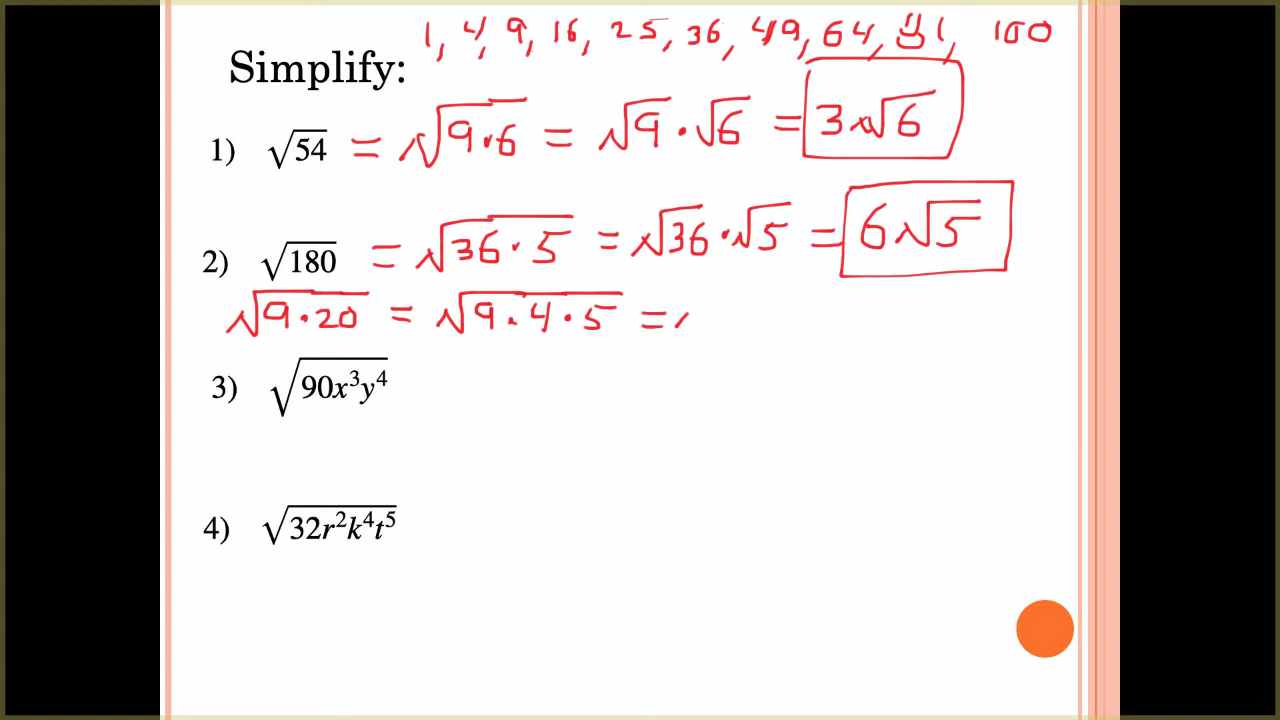 1, 4, 9, 16, 25, 36, 49, 64, 81, 100
Simplify:
1) √54 = √9·6 = √9 · √6 = 3√6
2) √180 = √36·5 = √36 · √5 = 6√5
√9·20 = √9·4·5 =
3) √90x³y⁴
4) √32r²k⁴t⁵